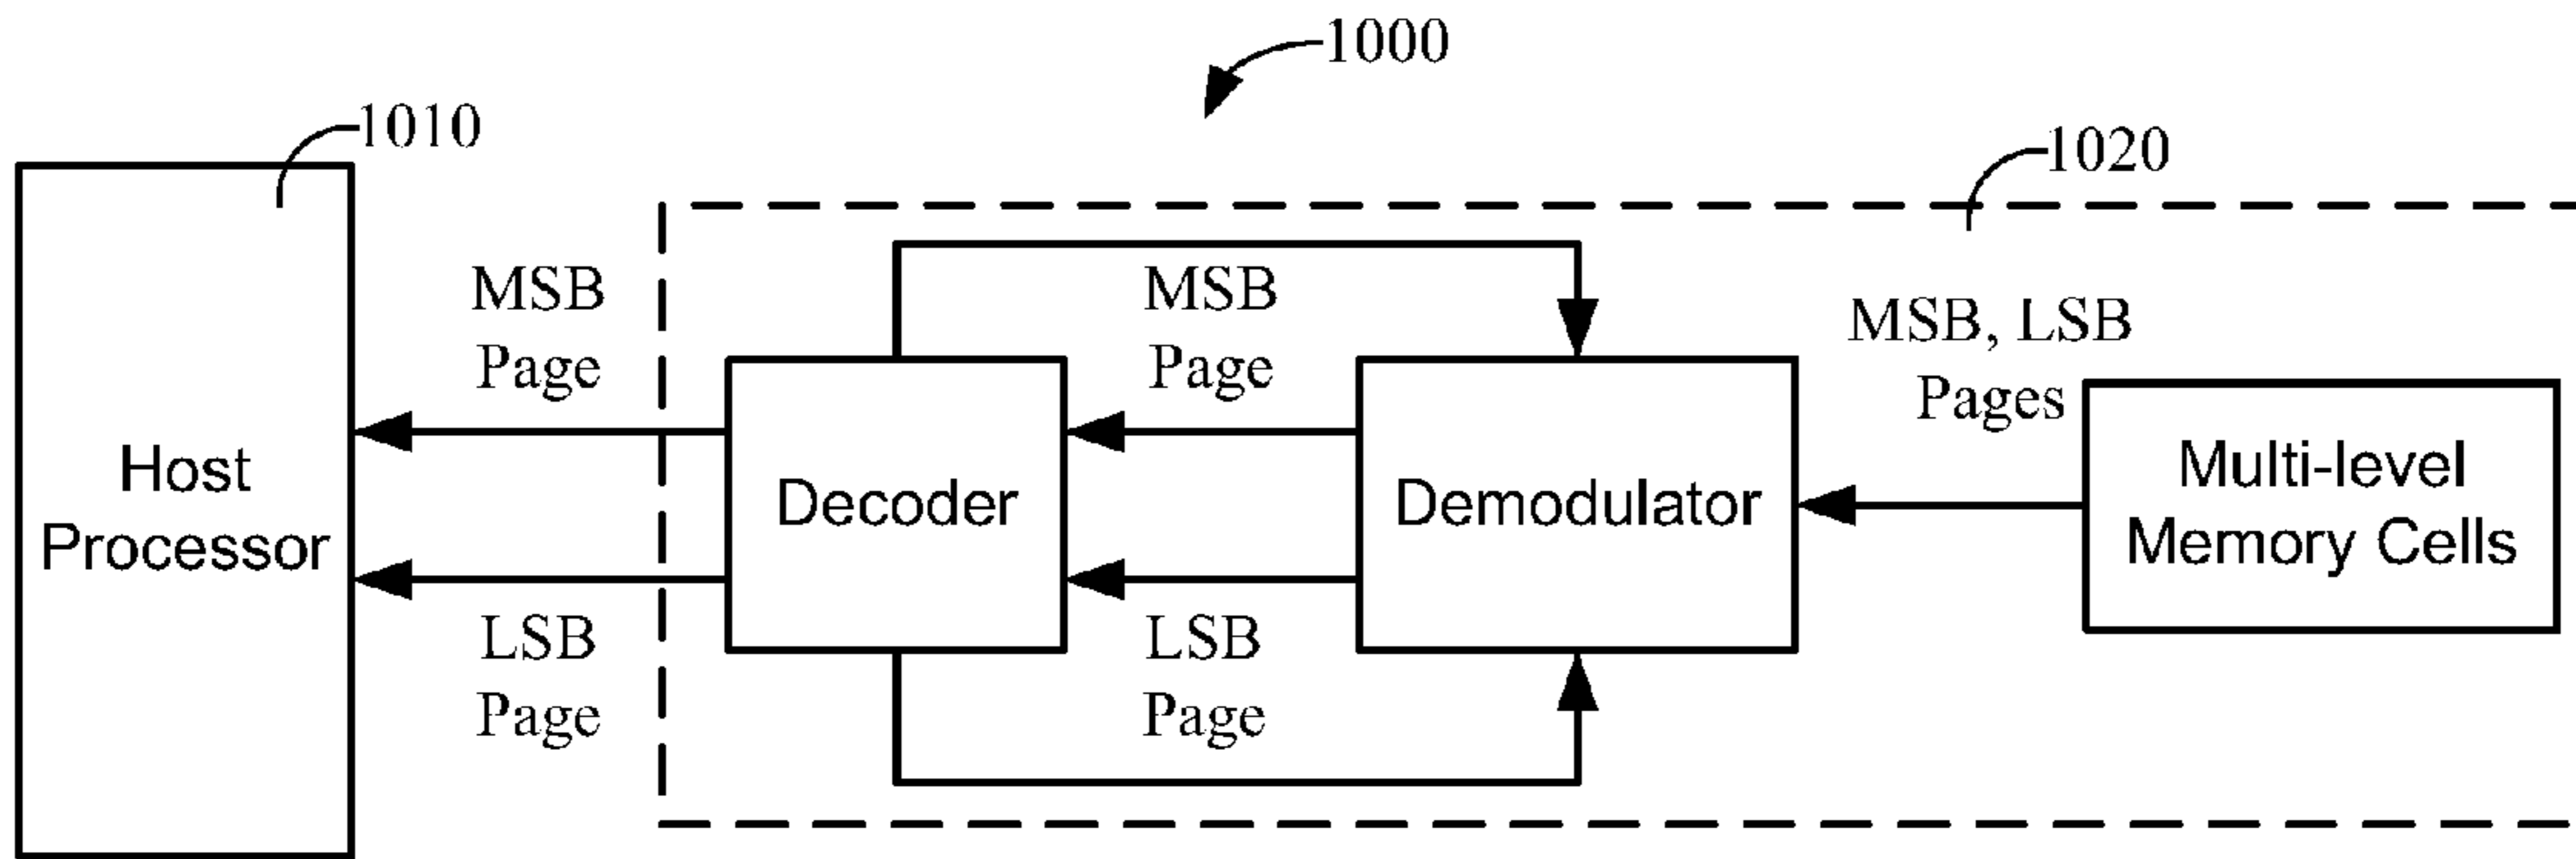 1000
1010
1020
MSB
Page
MSB
Page
MSB, LSB
Pages
Host
Processor
Decoder
Demodulator
Multi-level
Memory Cells
LSB
Page
LSB
Page